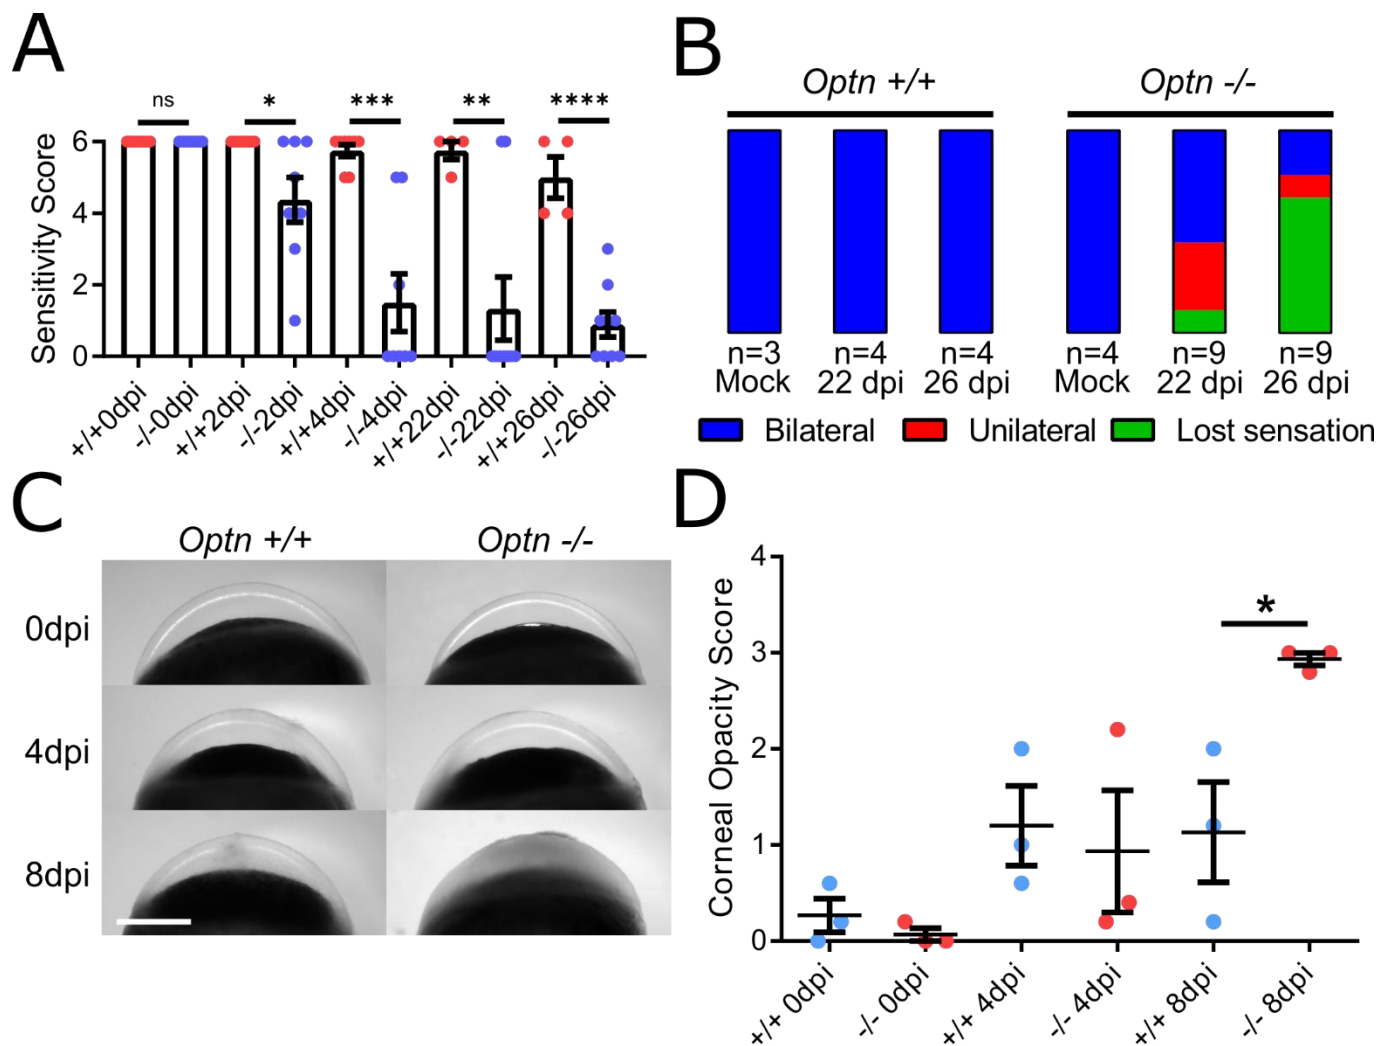 A
ns * *** ** ****
Sensitivity Score
6
4
2
0
+/+0dpi
-/-0dpi
+/+2dpi
-/-2dpi
+/+4dpi
-/-4dpi
+/+22dpi
-/-22dpi
+/+26dpi
-/-26dpi
B
Optn +/+ Optn -/-
n=3 n=4 n=4 n=4 n=9 n=9
Mock 22 dpi 26 dpi Mock 22 dpi 26 dpi
Bilateral Unilateral Lost sensation
C
Optn +/+ Optn -/-
0dpi
4dpi
8dpi
D
Corneal Opacity Score
4
3
2
1
0
*
+/+ 0dpi
-/- 0dpi
+/+ 4dpi
-/- 4dpi
+/+ 8dpi
-/- 8dpi